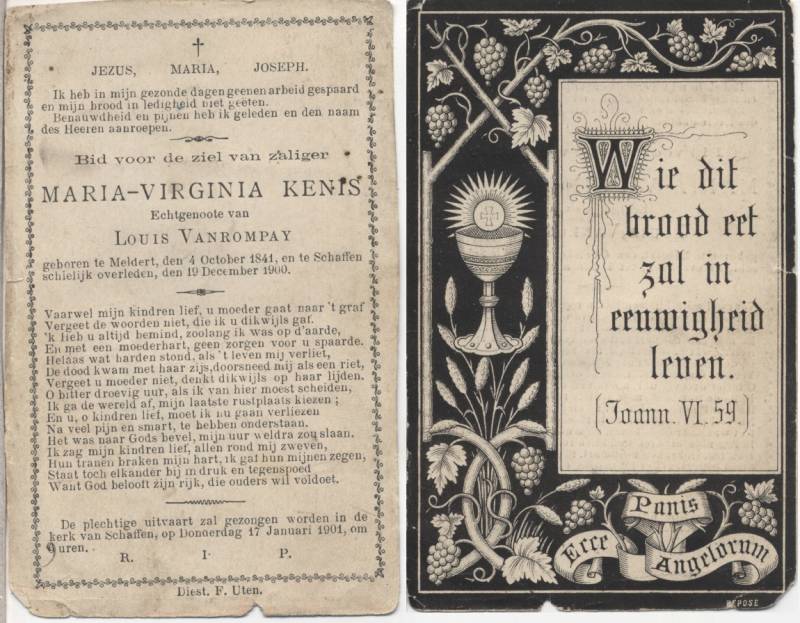 JEZUS, MARIA, JOSEPH.
Ik heb in mijn gezonde dagen geenen arbeid gespaard
en mijn brood in ledigheid niet geëten.
Benauwdheid en pijnen heb ik geleden en den naam
des Heeren aanroepen.
Bid voor de ziel van zaliger
MARIA-VIRGINIA KENIS
Echtgenoote van
LOUIS VANROMPAY
geboren te Meldert, den 4 October 1841, en te Schaffen
schielijk overleden, den 19 December 1900.
Vaarwel mijn kindren lief, u moeder gaat naar 't graf
Vergeet de woorden niet, die ik u dikwijls gaf.
'k Heb u altijd bemind, zoolang ik was op d'aarde,
En met een moederhart, geen zorgen voor u spaarde.
Helaas wat harden stond, als 't leven mij verliet,
De dood kwam met haar zijs, doorsneed mij als een riet,
Vergeet u moeder niet, denkt dikwijls op haar lijden.
O bitter droevig uur, als ik van hier moest scheiden,
Ik ga de wereld af, mijn laatste rustplaats kiezen ;
En u, o kindren lief, moet ik nu gaan verliezen
Na veel pijn en smart, te hebben onderstaan.
Het was naar Gods bevel, mijn uur weldra zou slaan.
Ik zag mijn kindren lief, allen rond mij zweven,
Hun tranen braken mijn hart, ik gaf hun mijnen zegen,
Staat toch elkander bij in druk en tegenspoed
Want God belooft zijn rijk, die ouders wil voldoet.
De plechtige uitvaart zal gezongen worden in de
kerk van Schaffen, op Donderdag 17 Januari 1901, om
uren.
R. I P.
Diest. F. Uten.
Wie dit
brood eet
zal in
eeuwigheid
leven.
(Joann. VI. 59.)
Ecce Panis Angelorum
DÉPOSÉ